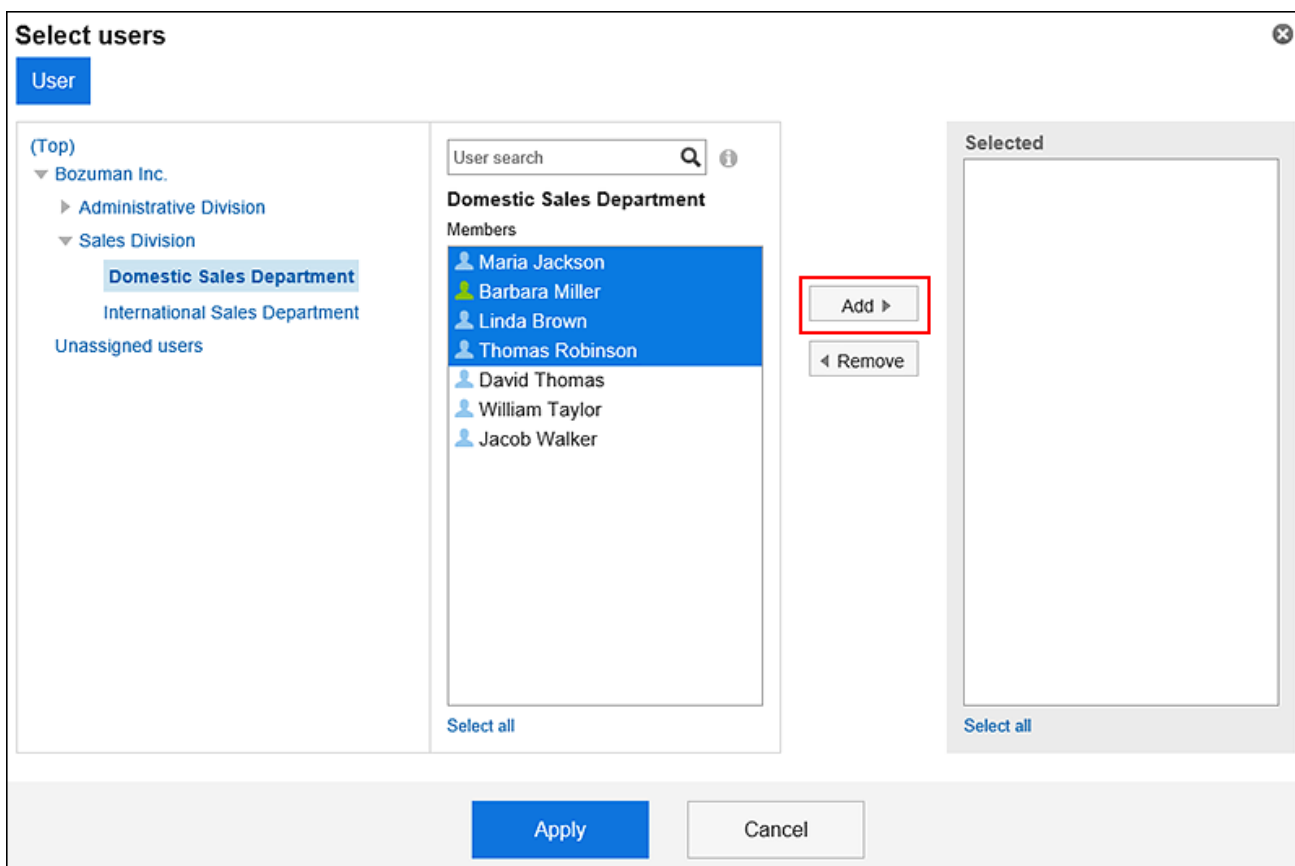 Select users
User
(Top)
Bozuman Inc.
Administrative Division
Sales Division
Domestic Sales Department
International Sales Department
Unassigned users
User search
Domestic Sales Department
Members
Maria Jackson
Barbara Miller
Linda Brown
Thomas Robinson
David Thomas
William Taylor
Jacob Walker
Select all
Add
Remove
Selected
Select all
Apply
Cancel